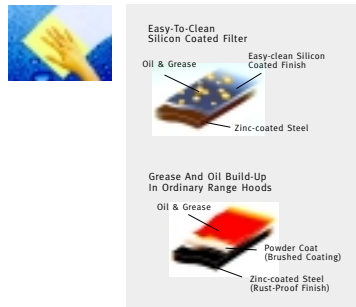 Easy-To-Clean
Silicon Coated Filter
Oil & Grease
Easy-clean Silicon
Coated Finish
Zinc-coated Steel
Grease And Oil Build-Up
In Ordinary Range Hoods
Oil & Grease
Powder Coat
(Brushed Coating)
Zinc-coated Steel
(Rust-Proof Finish)